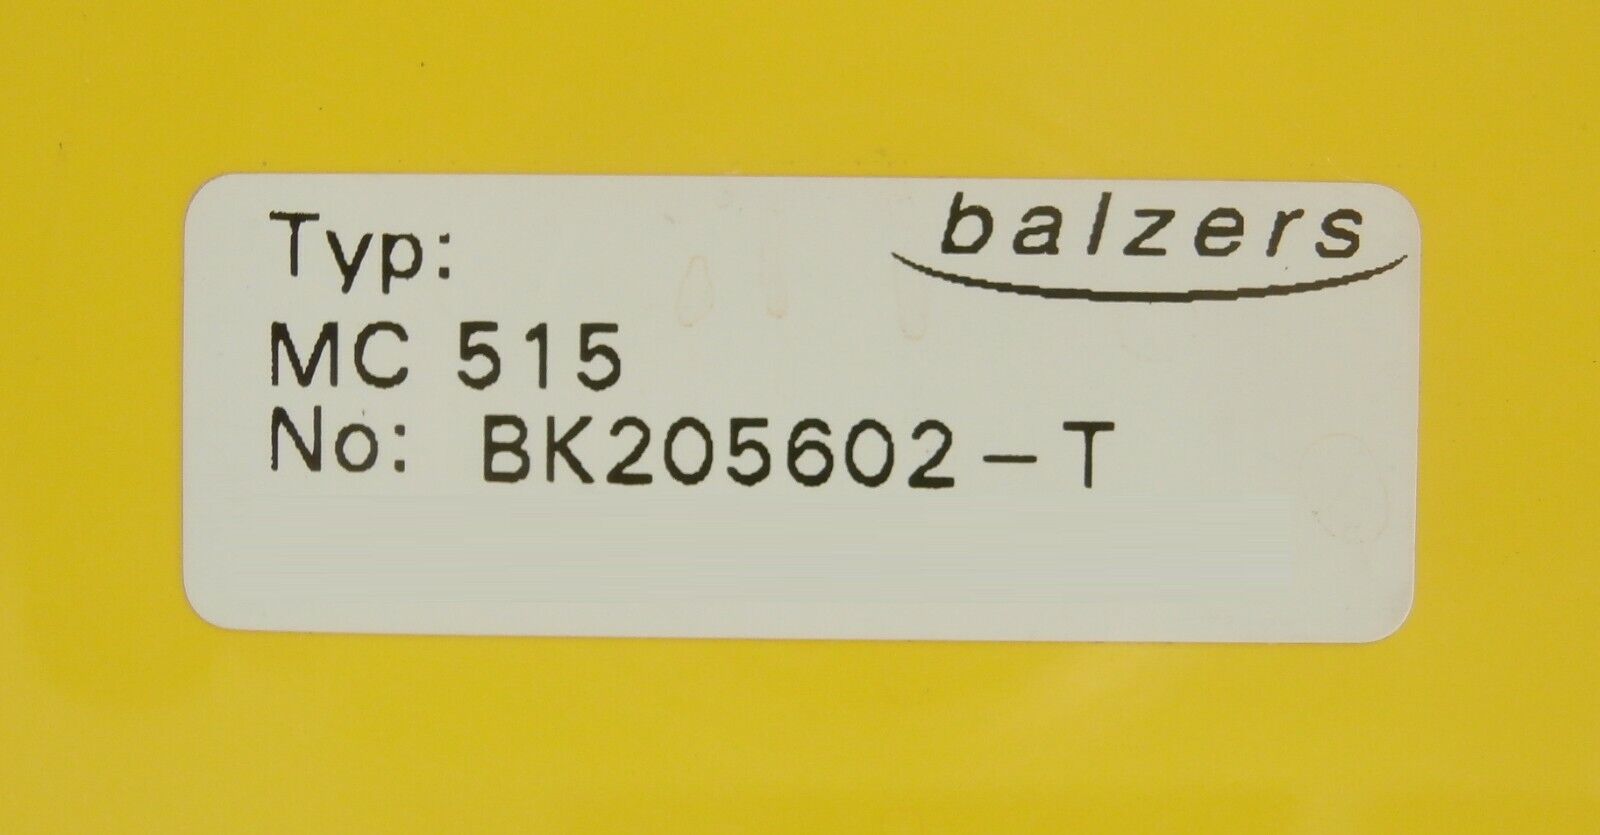 Typ:
balzers
MC 515
No: BK205602-T